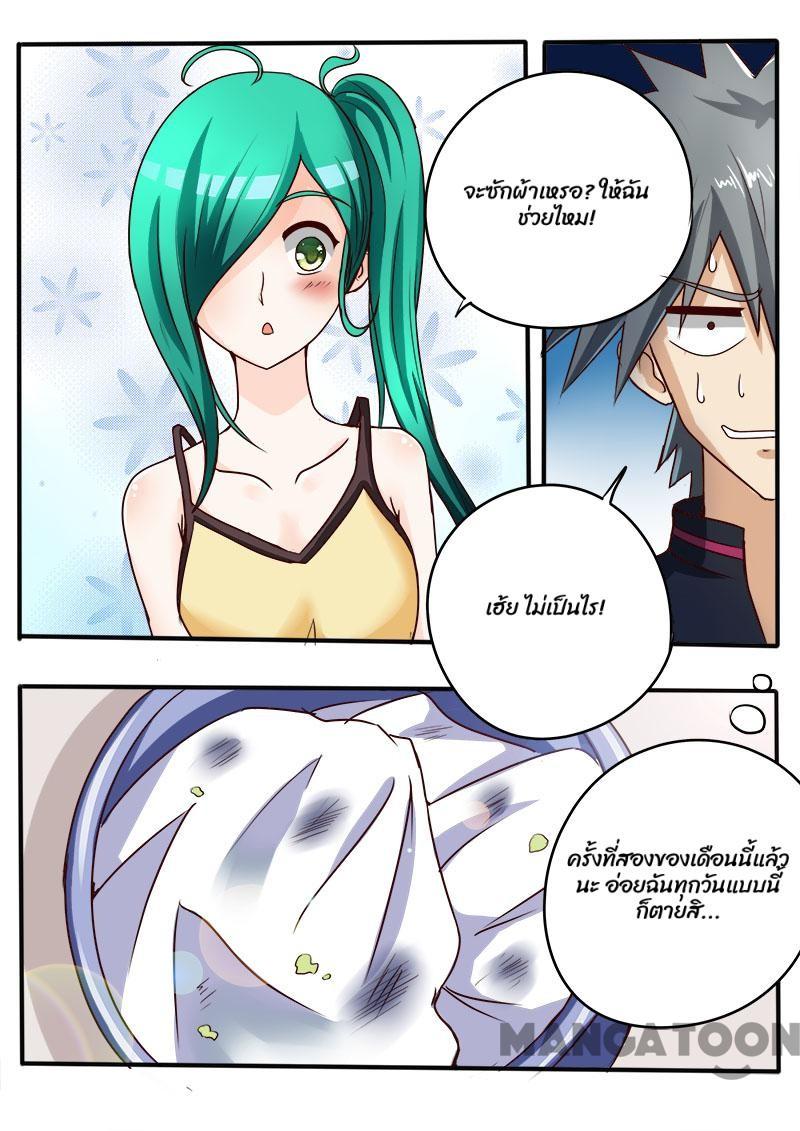 จะซักผ้าเหรอ? ให้ฉัน
ช่วยไหม!
เฮ้ย ไม่เป็นไร!
ครั้งที่สองของเดือนนี้แล้ว
นะ อ่อยฉันทุกวันแบบนี้
ก็ตายสิ...
MANGATOON